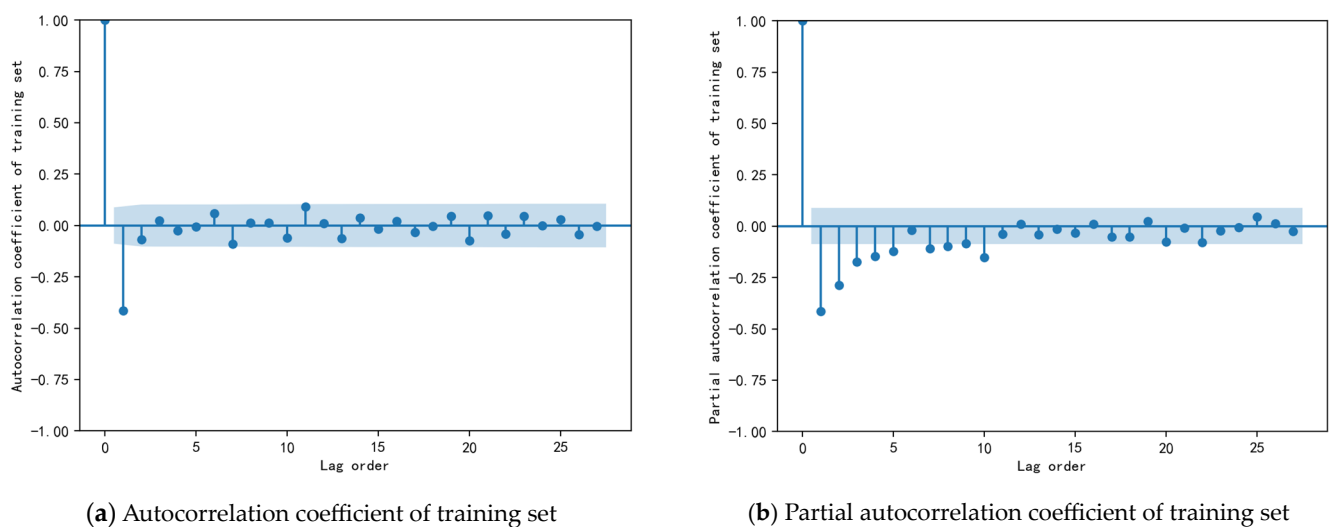 1.00
0.75
0.50
0.25
0.00
-0.25
-0.50
-0.75
-1.00
Autocorrelation coefficient of training set
0 5 10 15 20 25
Lag order
(a) Autocorrelation coefficient of training set
1.00
0.75
0.50
0.25
0.00
-0.25
-0.50
-0.75
-1.00
Partial autocorrelation coefficient of training set
0 5 10 15 20 25
Lag order
(b) Partial autocorrelation coefficient of training set